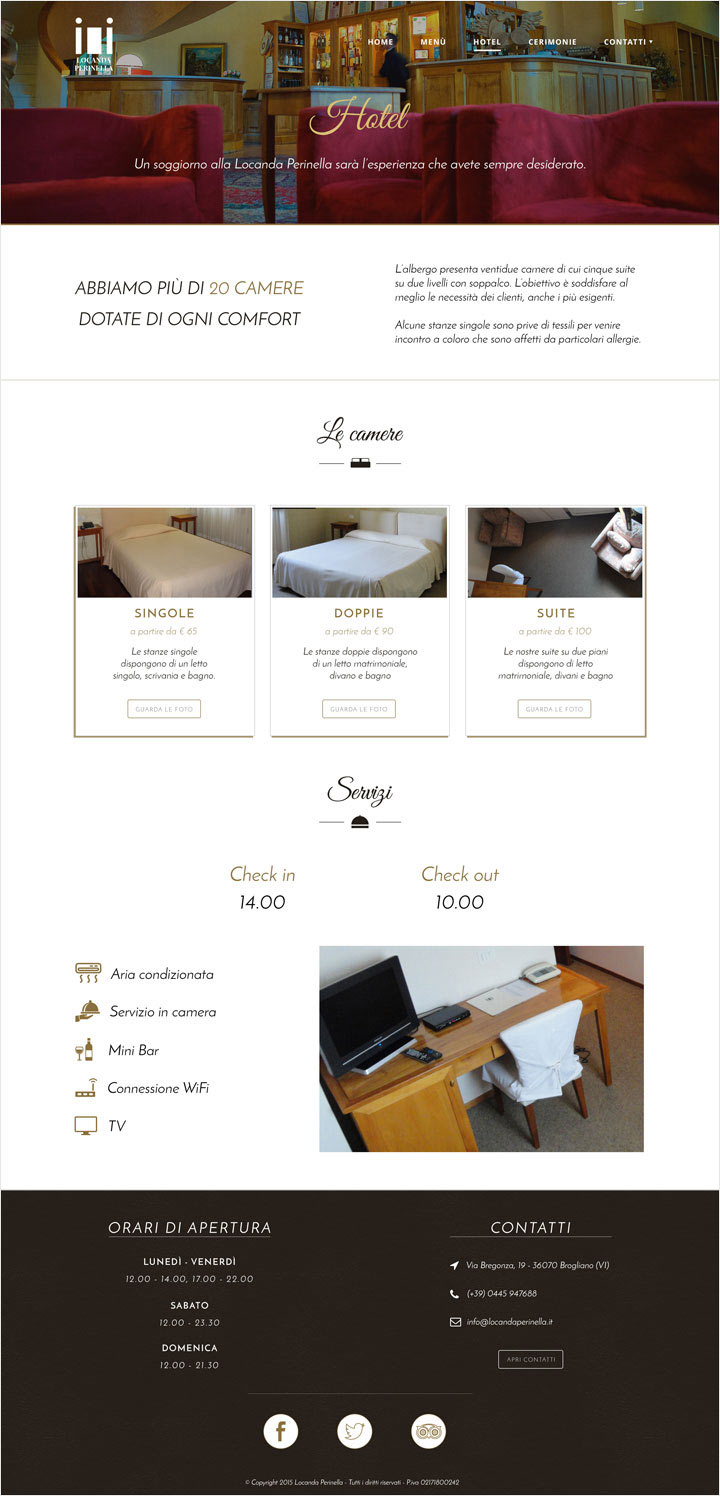 LOCANDA
PERINELLA
HOME MENÙ HOTEL CERIMONIE CONTATTI
Hotel
Un soggiorno alla Locanda Perinella sarà l'esperienza che avete sempre desiderato.
ABBIAMO PIÙ DI 20 CAMERE
DOTATE DI OGNI COMFORT
L'albergo presenta ventidue camere di cui cinque suite
su due livelli con soppalco. L'obiettivo è soddisfare al
meglio le necessità dei clienti, anche i più esigenti.
Alcune stanze singole sono prive di tessili per venire
incontro a coloro che sono affetti da particolari allergie.
Le camere
SINGOLE
a partire da € 65
Le stanze singole
dispongono di un letto
singolo, scrivania e bagno.
GUARDA LE FOTO
DOPPIE
a partire da € 90
Le stanze doppie dispongono
di un letto matrimoniale,
divano e bagno
GUARDA LE FOTO
SUITE
a partire da € 100
Le nostre suite su due piani
dispongono di letto
matrimoniale, divani e bagno
GUARDA LE FOTO
Servizi
Check in
14.00
Check out
10.00
Aria condizionata
Servizio in camera
Mini Bar
Connessione WiFi
TV
ORARI DI APERTURA
LUNEDÌ - VENERDÌ
12.00 - 14.00, 17.00 - 22.00
SABATO
12.00 - 23.30
DOMENICA
12.00 - 21.30
CONTATTI
Via Bregonza, 19 - 36070 Brogliano (VI)
(+39) 0445 947688
info@locandaperinella.it
APRI CONTATTI
© Copyright 2015 Locanda Perinella - Tutti i diritti riservati - P.iva 02171800242